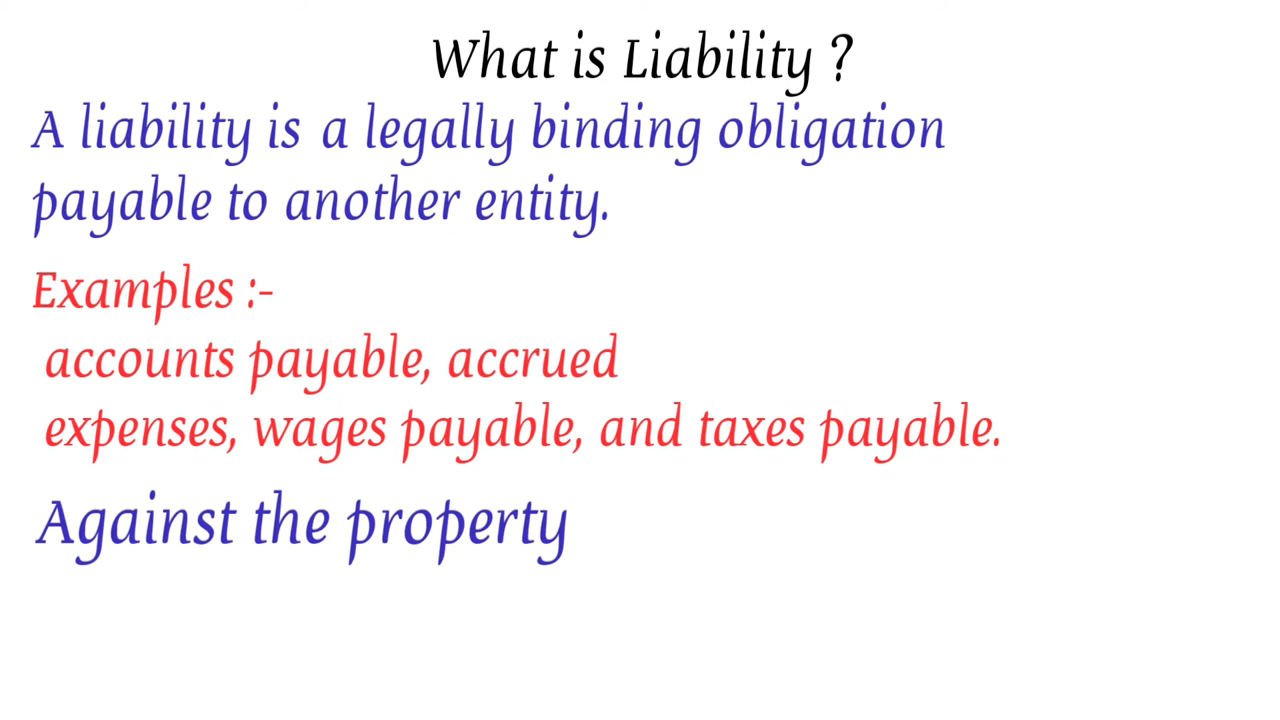 What is Liability ?
A liability is a legally binding obligation
payable to another entity.
Examples :-
accounts payable, accrued
expenses, wages payable, and taxes payable.
Against the property